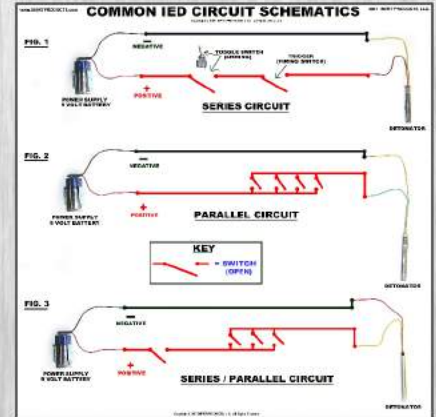 COMMON IED CIRCUIT SCHEMATICS
FIG. 1
NEGATIVE
TOGGLE SWITCH
TRIGGER
(FIRING SWITCH)
POWER SUPPLY
9 VOLT BATTERY
+
POSITIVE
SERIES CIRCUIT
DETONATOR
FIG. 2
NEGATIVE
POWER SUPPLY
9 VOLT BATTERY
+
POSITIVE
PARALLEL CIRCUIT
DETONATOR
KEY
= SWITCH
(OPEN)
FIG. 3
NEGATIVE
POWER SUPPLY
9 VOLT BATTERY
+
POSITIVE
SERIES / PARALLEL CIRCUIT
DETONATOR